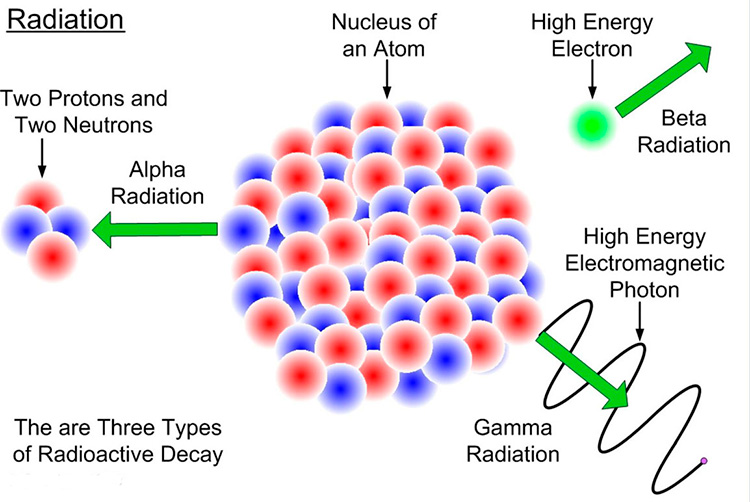 Radiation
Nucleus of
an Atom
High Energy
Electron
Two Protons and
Two Neutrons
Alpha
Radiation
Beta
Radiation
High Energy
Electromagnetic
Photon
The are Three Types
of Radioactive Decay
Gamma
Radiation